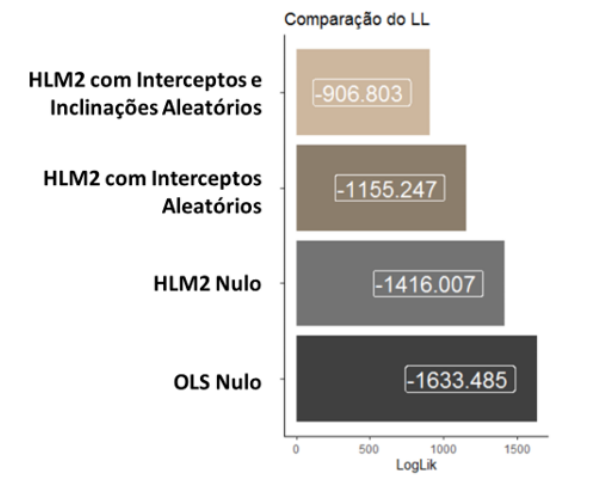 Comparação do LL
HLM2 com Interceptos e
Inclinações Aleatórios
-906.803
HLM2 com Interceptos
Aleatórios
-1155.247
HLM2 Nulo
-1416.007
OLS Nulo
-1633.485
0 500 1000 1500
LogLik